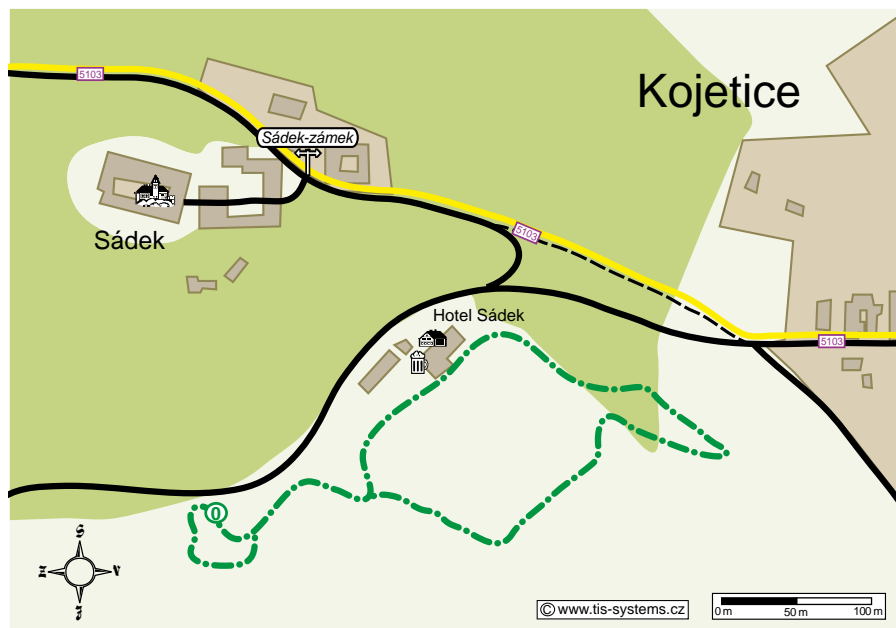 5103
Kojetice
Sádek-zámek
Sádek
5103
Hotel Sádek
5103
0
S
Z V
J
© www.tis-systems.cz
0 m 50 m 100 m